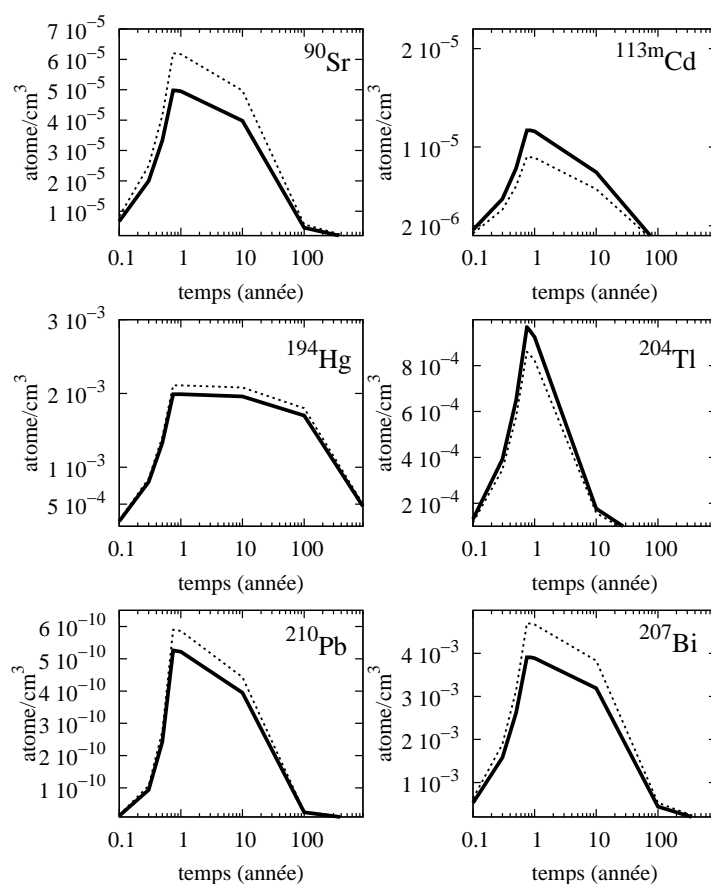 7 10⁻⁵
6 10⁻⁵
5 10⁻⁵
4 10⁻⁵
3 10⁻⁵
2 10⁻⁵
1 10⁻⁵
atome/cm³
⁹⁰Sr
0.1 1 10 100
temps (année)
2 10⁻⁵
1 10⁻⁵
2 10⁻⁶
atome/cm³
¹¹³ᵐCd
0.1 1 10 100
temps (année)
3 10⁻³
2 10⁻³
1 10⁻³
5 10⁻⁴
atome/cm³
¹⁹⁴Hg
0.1 1 10 100
temps (année)
8 10⁻⁴
6 10⁻⁴
4 10⁻⁴
2 10⁻⁴
atome/cm³
²⁰⁴Tl
0.1 1 10 100
temps (année)
6 10⁻¹⁰
5 10⁻¹⁰
4 10⁻¹⁰
3 10⁻¹⁰
2 10⁻¹⁰
1 10⁻¹⁰
atome/cm³
²¹⁰Pb
0.1 1 10 100
temps (année)
4 10⁻³
3 10⁻³
2 10⁻³
1 10⁻³
atome/cm³
²⁰⁷Bi
0.1 1 10 100
temps (année)